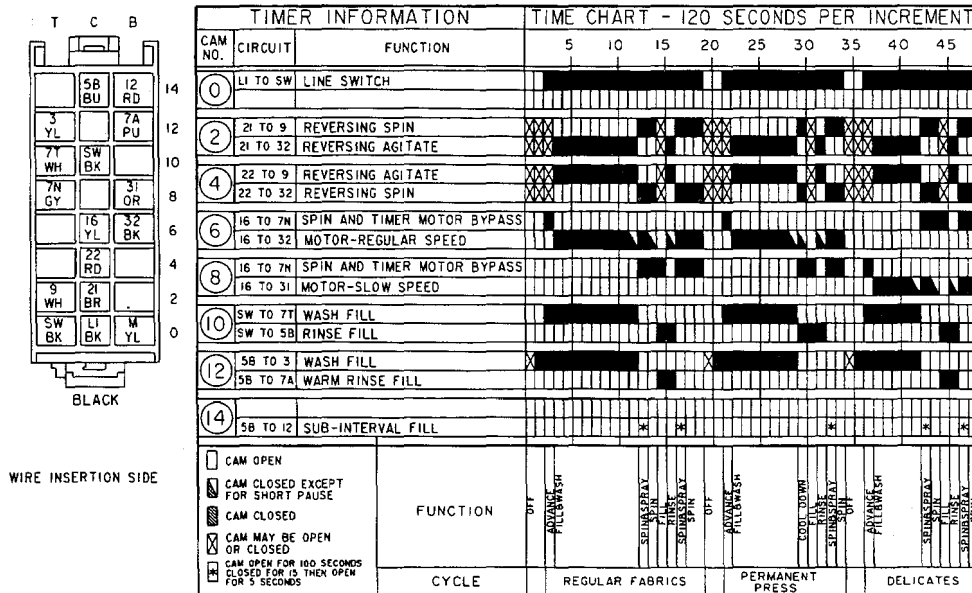 TIMER INFORMATION
TIME CHART - 120 SECONDS PER INCREMENT
T C B
CAM NO. CIRCUIT FUNCTION
5 10 15 20 25 30 35 40 45
5B BU 12 RD 14
3 YL 7A PU 12
7T WH SW BK 10
7N GY 31 OR 8
16 YL 32 BK 6
22 RD 4
9 WH 21 BR 2
SW BK L1 BK M YL 0
BLACK
WIRE INSERTION SIDE
0 L1 TO SW LINE SWITCH
2 21 TO 9 REVERSING SPIN
21 TO 32 REVERSING AGITATE
4 22 TO 9 REVERSING AGITATE
22 TO 32 REVERSING SPIN
6 16 TO 7N SPIN AND TIMER MOTOR BYPASS
16 TO 32 MOTOR-REGULAR SPEED
8 16 TO 7N SPIN AND TIMER MOTOR BYPASS
16 TO 31 MOTOR-SLOW SPEED
10 SW TO 7T WASH FILL
SW TO 5B RINSE FILL
12 5B TO 3 WASH FILL
5B TO 7A WARM RINSE FILL
14
5B TO 12 SUB-INTERVAL FILL * * * * *
CAM OPEN
CAM CLOSED EXCEPT
FOR SHORT PAUSE
CAM CLOSED
CAM MAY BE OPEN
OR CLOSED
* CAM OPEN FOR 100 SECONDS
CLOSED FOR 15 THEN OPEN
FOR 5 SECONDS
FUNCTION
OFF
ADVANCE
FILL&WASH
SPIN&SPRAY
SPIN
FILL
RINSE
SPIN&SPRAY
SPIN
OFF
ADVANCE
FILL&WASH
COOL DOWN
FILL
RINSE
SPIN&SPRAY
SPIN
OFF
ADVANCE
FILL&WASH
SPIN&SPRAY
SPIN
FILL
RINSE
SPIN&SPRAY
CYCLE
REGULAR FABRICS
PERMANENT
PRESS
DELICATES